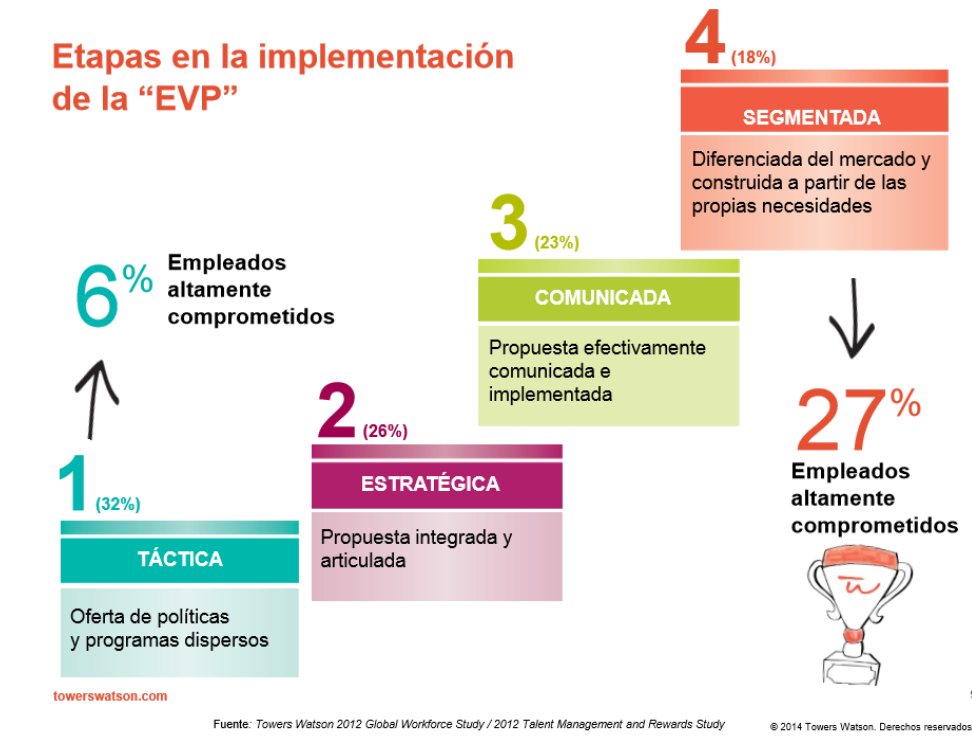 Etapas en la implementación
de la “EVP”
4 (18%)
SEGMENTADA
Diferenciada del mercado y
construida a partir de las
propias necesidades
3 (23%)
COMUNICADA
Propuesta efectivamente
comunicada e
implementada
6%
Empleados
altamente
comprometidos
2 (26%)
ESTRATÉGICA
Propuesta integrada y
articulada
1 (32%)
TÁCTICA
Oferta de políticas
y programas dispersos
27%
Empleados
altamente
comprometidos
towerswatson.com
Fuente: Towers Watson 2012 Global Workforce Study / 2012 Talent Management and Rewards Study
© 2014 Towers Watson. Derechos reservados